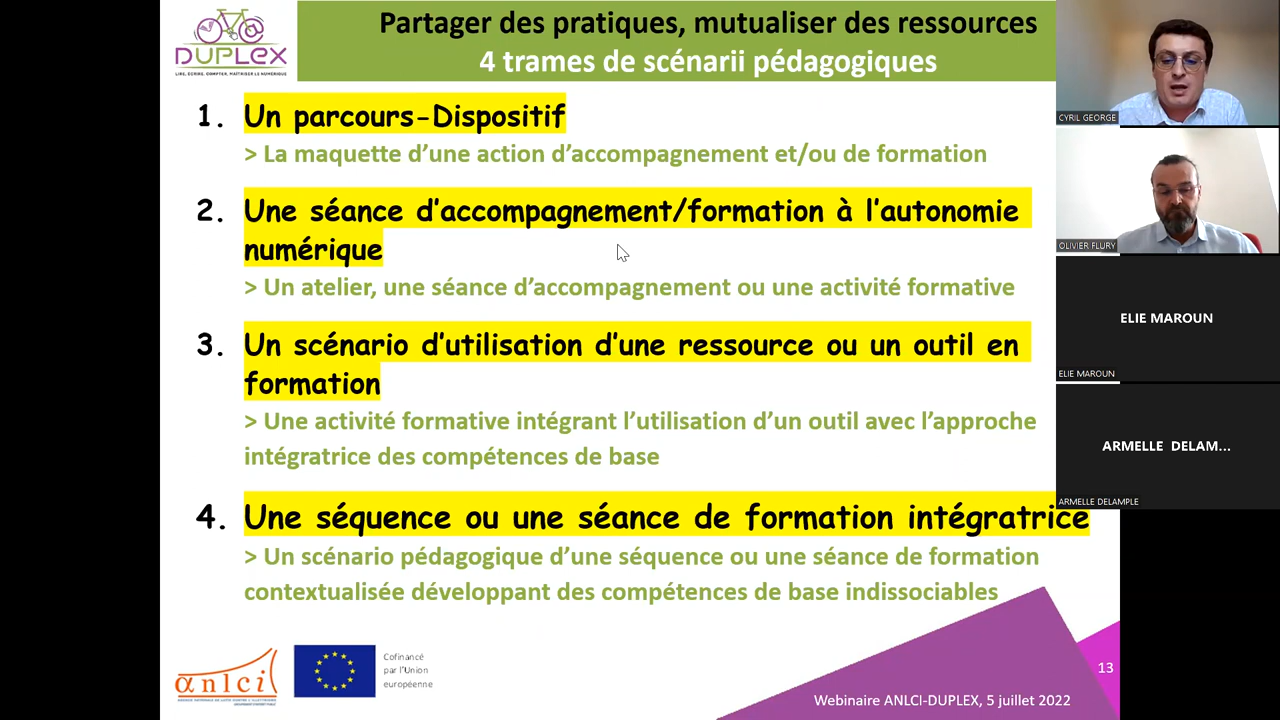 DUPLEX
LIRE, ÉCRIRE, COMPTER, MAÎTRISER LE NUMÉRIQUE
Partager des pratiques, mutualiser des ressources
4 trames de scénarii pédagogiques
1. Un parcours-Dispositif
> La maquette d'une action d'accompagnement et/ou de formation
2. Une séance d'accompagnement/formation à l'autonomie
numérique
> Un atelier, une séance d'accompagnement ou une activité formative
3. Un scénario d'utilisation d'une ressource ou un outil en
formation
> Une activité formative intégrant l'utilisation d'un outil avec l'approche
intégratrice des compétences de base
4. Une séquence ou une séance de formation intégratrice
> Un scénario pédagogique d'une séquence ou une séance de formation
contextualisée développant des compétences de base indissociables
anlci
Cofinancé
par l'Union
européenne
Webinaire ANLCI-DUPLEX, 5 juillet 2022
13
CYRIL GEORGE
OLIVIER FLURY
ELIE MAROUN
ELIE MAROUN
ARMELLE DELAM...
ARMELLE DELAMPLE